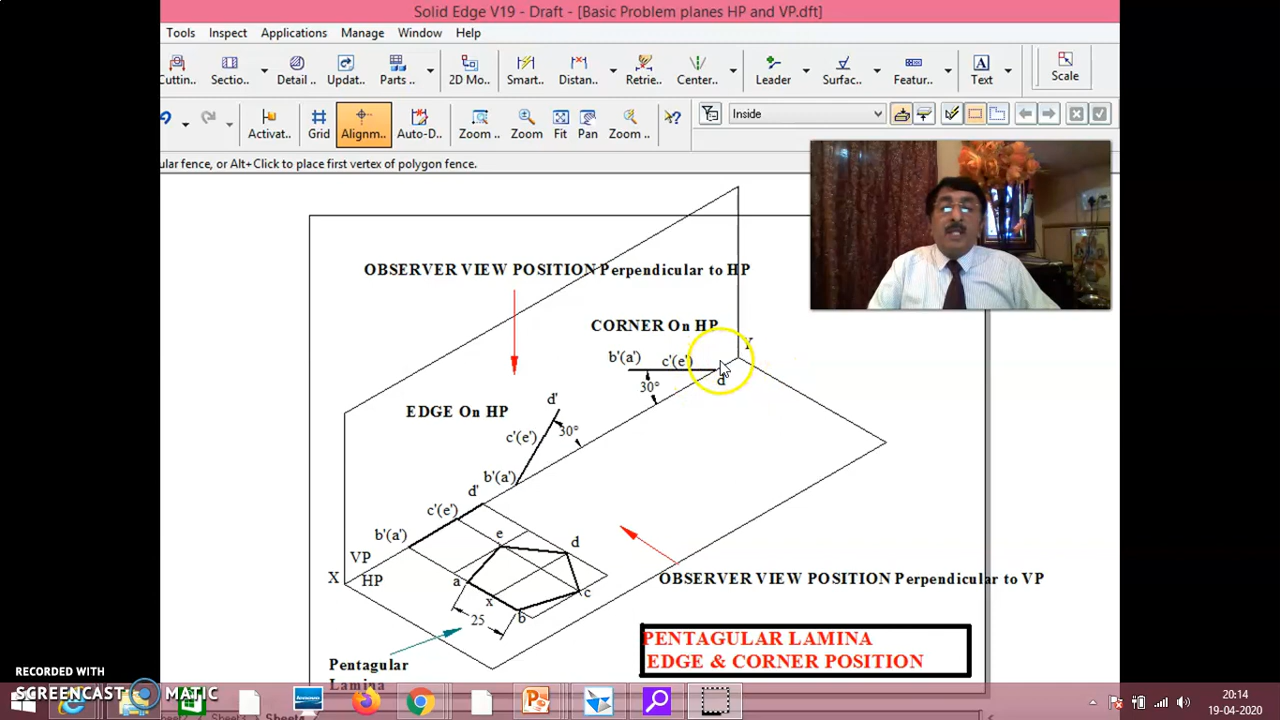 Solid Edge V19 - Draft - [Basic Problem planes HP and VP.dft]
Tools Inspect Applications Manage Window Help
Cuttin.. Sectio.. Detail .. Updat.. Parts .. 2D Mo.. Smart.. Distan.. Retrie.. Center.. Leader Surfac.. Featur.. Text Scale
Activat.. Grid Alignm.. Auto-D.. Zoom .. Zoom Fit Pan Zoom .. Inside
ular fence, or Alt+Click to place first vertex of polygon fence.
OBSERVER VIEW POSITION Perpendicular to HP
CORNER On HP
Y
b'(a') c'(e')
d'
30°
EDGE On HP
d'
c'(e') 30°
b'(a')
d'
c'(e')
b'(a')
VP
X HP
e d
a c
x b
25
OBSERVER VIEW POSITION Perpendicular to VP
Pentagular
Lamina
PENTAGULAR LAMINA
EDGE & CORNER POSITION
RECORDED WITH
SCREENCAST MATIC
20:14
19-04-2020